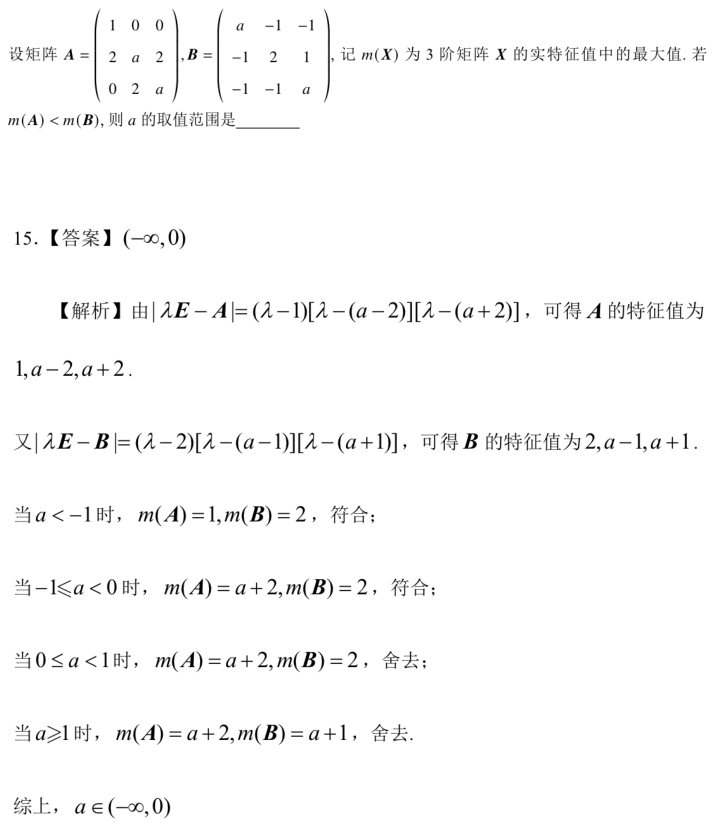 设矩阵 A = ( 1 0 0 ; 2 a 2 ; 0 2 a ), B = ( a −1 −1 ; −1 2 1 ; −1 −1 a ), 记 m(X) 为 3 阶矩阵 X 的实特征值中的最大值. 若
m(A) < m(B), 则 a 的取值范围是________
15.【答案】(−∞,0)
【解析】由|λE − A|= (λ−1)[λ−(a−2)][λ−(a+2)]，可得 A 的特征值为
1,a−2,a+2.
又|λE − B|= (λ−2)[λ−(a−1)][λ−(a+1)]，可得 B 的特征值为 2,a−1,a+1.
当 a < −1 时，m(A) = 1,m(B) = 2，符合；
当 −1⩽a < 0 时，m(A) = a+2,m(B) = 2，符合；
当 0 ≤ a < 1 时，m(A) = a+2,m(B) = 2，舍去；
当 a⩾1 时，m(A) = a+2,m(B) = a+1，舍去.
综上，a∈(−∞,0)